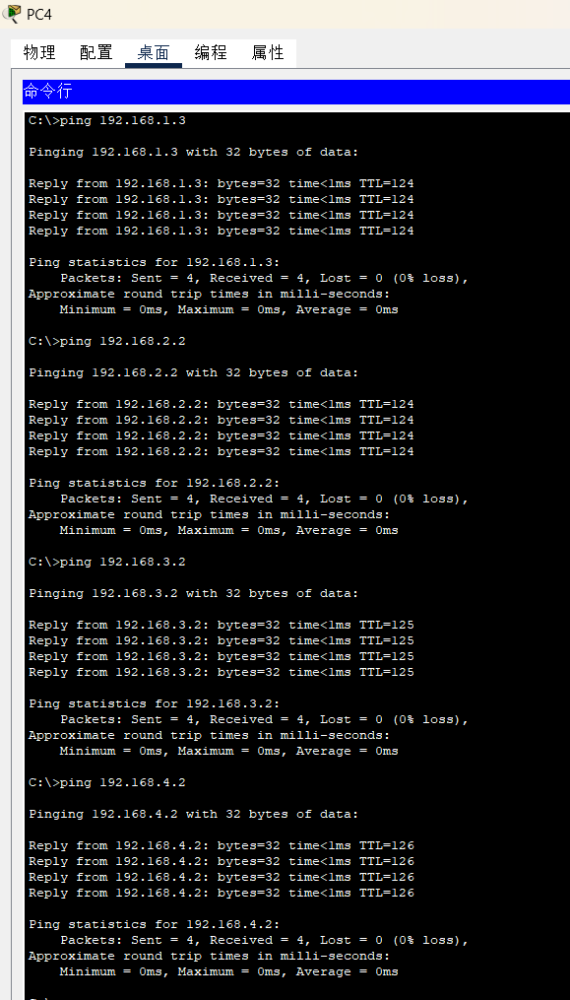 PC4
物理 配置 桌面 编程 属性
命令行
C:\>ping 192.168.1.3
Pinging 192.168.1.3 with 32 bytes of data:
Reply from 192.168.1.3: bytes=32 time<1ms TTL=124
Reply from 192.168.1.3: bytes=32 time<1ms TTL=124
Reply from 192.168.1.3: bytes=32 time<1ms TTL=124
Reply from 192.168.1.3: bytes=32 time<1ms TTL=124
Ping statistics for 192.168.1.3:
Packets: Sent = 4, Received = 4, Lost = 0 (0% loss),
Approximate round trip times in milli-seconds:
Minimum = 0ms, Maximum = 0ms, Average = 0ms
C:\>ping 192.168.2.2
Pinging 192.168.2.2 with 32 bytes of data:
Reply from 192.168.2.2: bytes=32 time<1ms TTL=124
Reply from 192.168.2.2: bytes=32 time<1ms TTL=124
Reply from 192.168.2.2: bytes=32 time<1ms TTL=124
Reply from 192.168.2.2: bytes=32 time<1ms TTL=124
Ping statistics for 192.168.2.2:
Packets: Sent = 4, Received = 4, Lost = 0 (0% loss),
Approximate round trip times in milli-seconds:
Minimum = 0ms, Maximum = 0ms, Average = 0ms
C:\>ping 192.168.3.2
Pinging 192.168.3.2 with 32 bytes of data:
Reply from 192.168.3.2: bytes=32 time<1ms TTL=125
Reply from 192.168.3.2: bytes=32 time<1ms TTL=125
Reply from 192.168.3.2: bytes=32 time<1ms TTL=125
Reply from 192.168.3.2: bytes=32 time<1ms TTL=125
Ping statistics for 192.168.3.2:
Packets: Sent = 4, Received = 4, Lost = 0 (0% loss),
Approximate round trip times in milli-seconds:
Minimum = 0ms, Maximum = 0ms, Average = 0ms
C:\>ping 192.168.4.2
Pinging 192.168.4.2 with 32 bytes of data:
Reply from 192.168.4.2: bytes=32 time<1ms TTL=126
Reply from 192.168.4.2: bytes=32 time<1ms TTL=126
Reply from 192.168.4.2: bytes=32 time<1ms TTL=126
Reply from 192.168.4.2: bytes=32 time<1ms TTL=126
Ping statistics for 192.168.4.2:
Packets: Sent = 4, Received = 4, Lost = 0 (0% loss),
Approximate round trip times in milli-seconds:
Minimum = 0ms, Maximum = 0ms, Average = 0ms